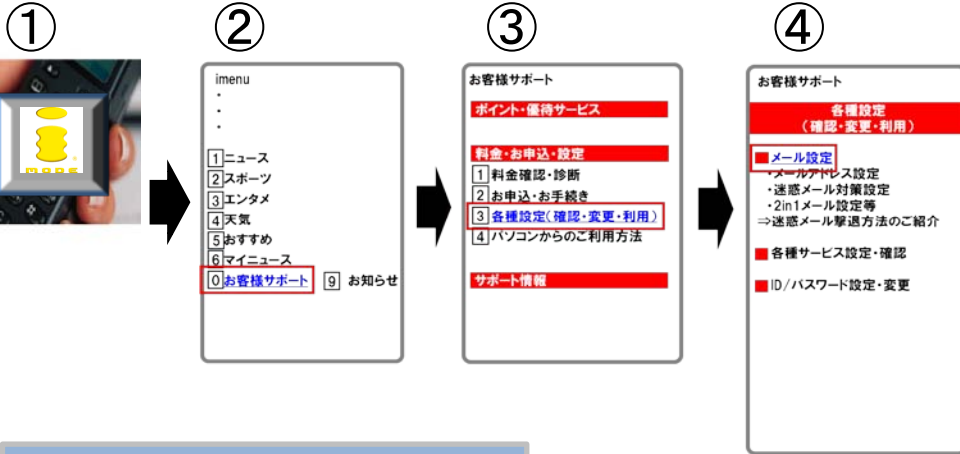 ①
②
③
④
imenu
・
・
・
1 ニュース
2 スポーツ
3 エンタメ
4 天気
5 おすすめ
6 マイニュース
0 お客様サポート 9 お知らせ
お客様サポート
ポイント・優待サービス
料金・お申込・設定
1 料金確認・診断
2 お申込・お手続き
3 各種設定(確認・変更・利用)
4 パソコンからのご利用方法
サポート情報
お客様サポート
各種設定
(確認・変更・利用)
■メール設定
・メールアドレス設定
・迷惑メール対策設定
・2in1メール設定等
⇒迷惑メール撃退方法のご紹介
■各種サービス設定・確認
■ID/パスワード設定・変更